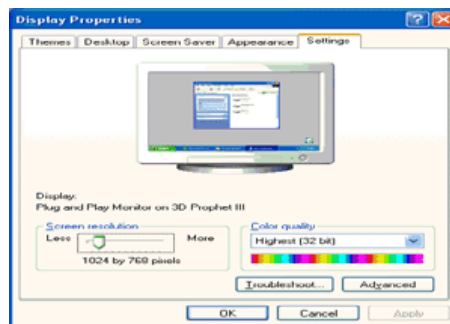 Display Properties
Themes Desktop Screen Saver Appearance Settings
Display:
Plug and Play Monitor on 3D Prophet III
Screen resolution
Less More
1024 by 768 pixels
Color quality
Highest (32 bit)
Troubleshoot... Advanced
OK Cancel Apply